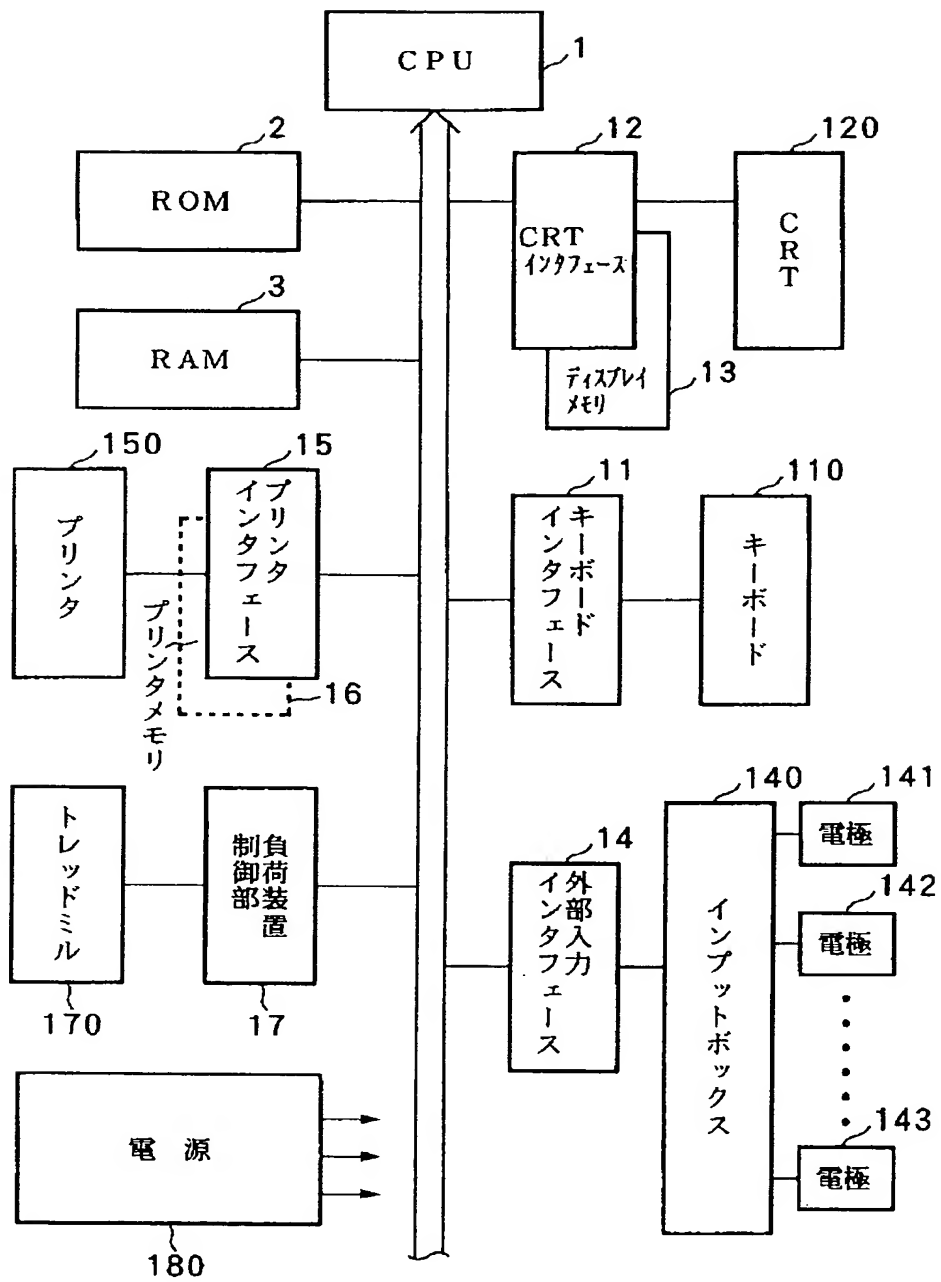 CPU
1
2
ROM
3
RAM
12
CRT
インタフェース
120
CRT
ディスプレイ
メモリ
13
150
プリンタ
15
プリンタ
インタフェース
プリンタメモリ
16
11
キーボード
インタフェース
110
キーボード
トレッドミル
170
負荷装置
制御部
17
14
外部入力
インタフェース
140
インプットボックス
141
電極
142
電極
143
電極
電源
180